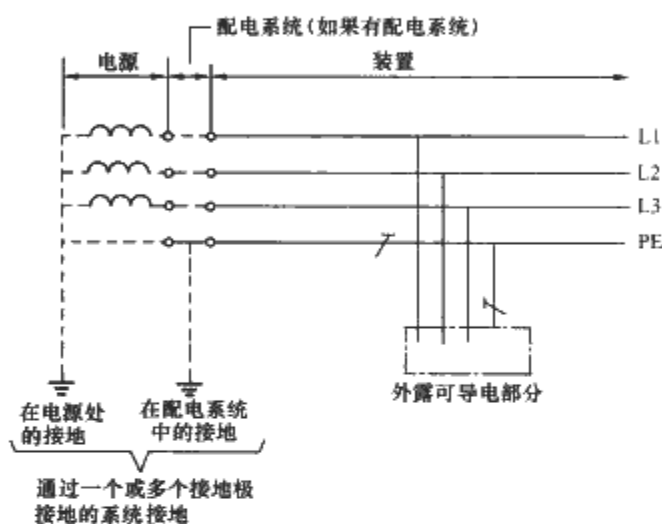 配电系统(如果有配电系统)
电源
装置
L1
L2
L3
PE
外露可导电部分
在电源处
的接地
在配电系统
中的接地
通过一个或多个接地极
接地的系统接地